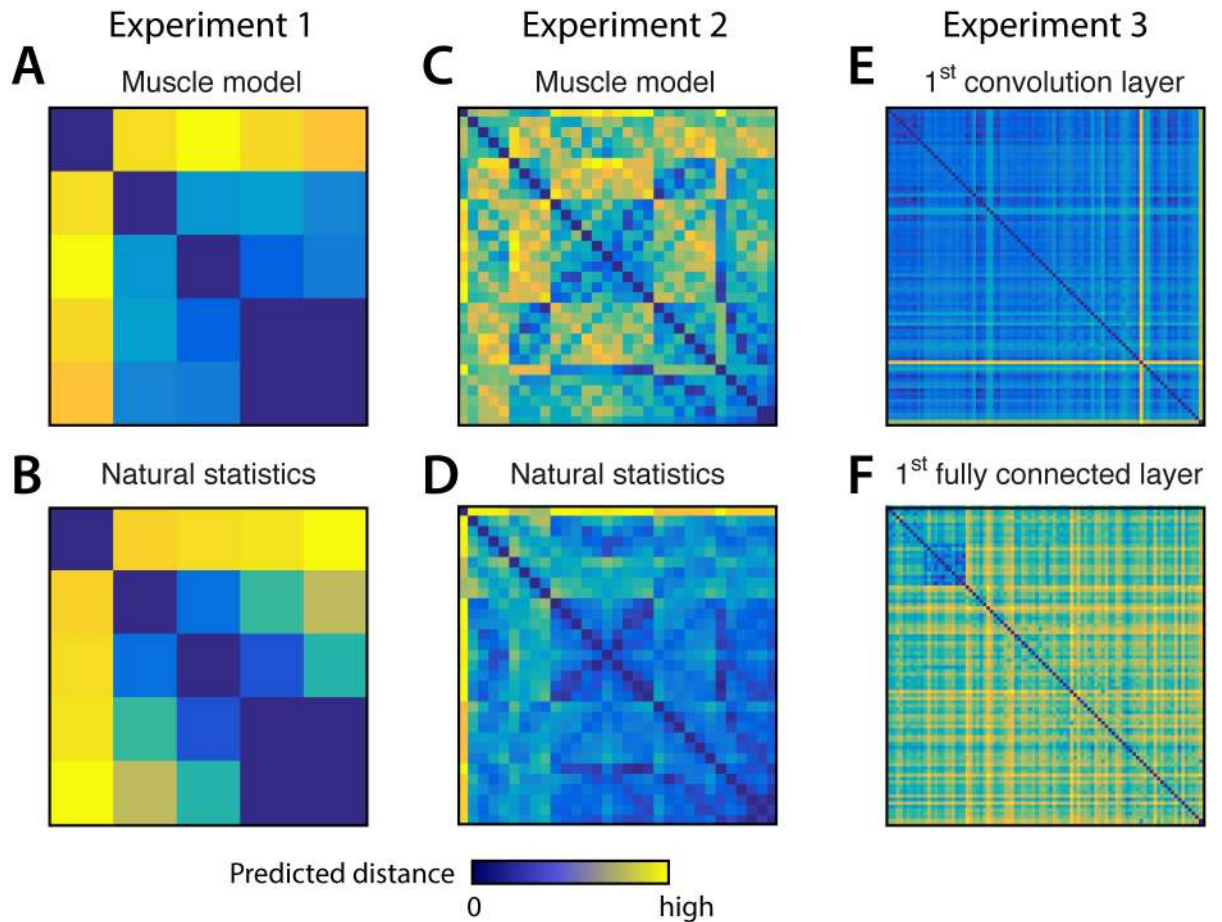 Experiment 1
Experiment 2
Experiment 3
A
Muscle model
C
Muscle model
E
1st convolution layer
B
Natural statistics
D
Natural statistics
F
1st fully connected layer
Predicted distance
0
high